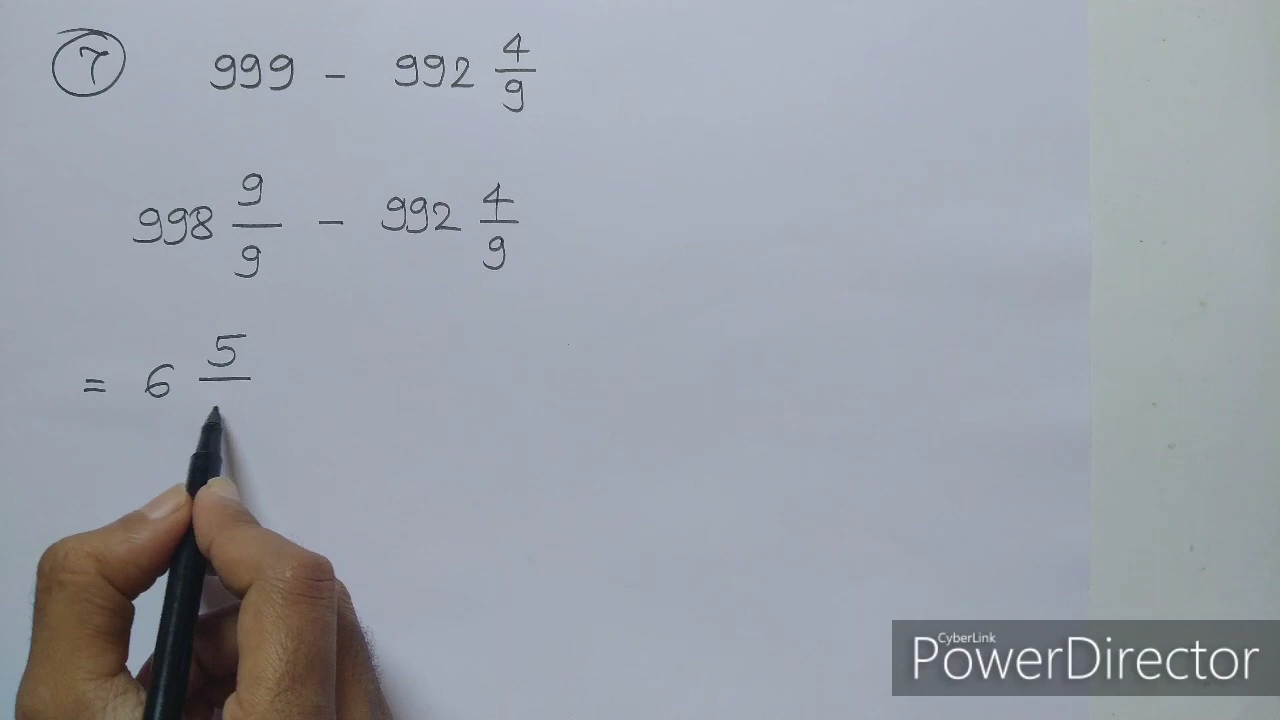 7 999 - 992 4/9
998 9/9 - 992 4/9
= 6 5/
CyberLink
PowerDirector